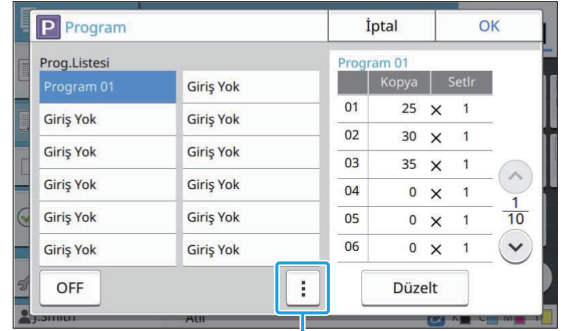 P Program
İptal
OK
Prog.Listesi
Program 01
Giriş Yok
Giriş Yok
Giriş Yok
Giriş Yok
Giriş Yok
Giriş Yok
Giriş Yok
Giriş Yok
Giriş Yok
Giriş Yok
Giriş Yok
OFF
Program 01
Kopya Setlr
01 25 × 1
02 30 × 1
03 35 × 1
04 0 × 1
05 0 × 1
06 0 × 1
1
10
Düzelt
J.Smith
Atıl
K C M Y